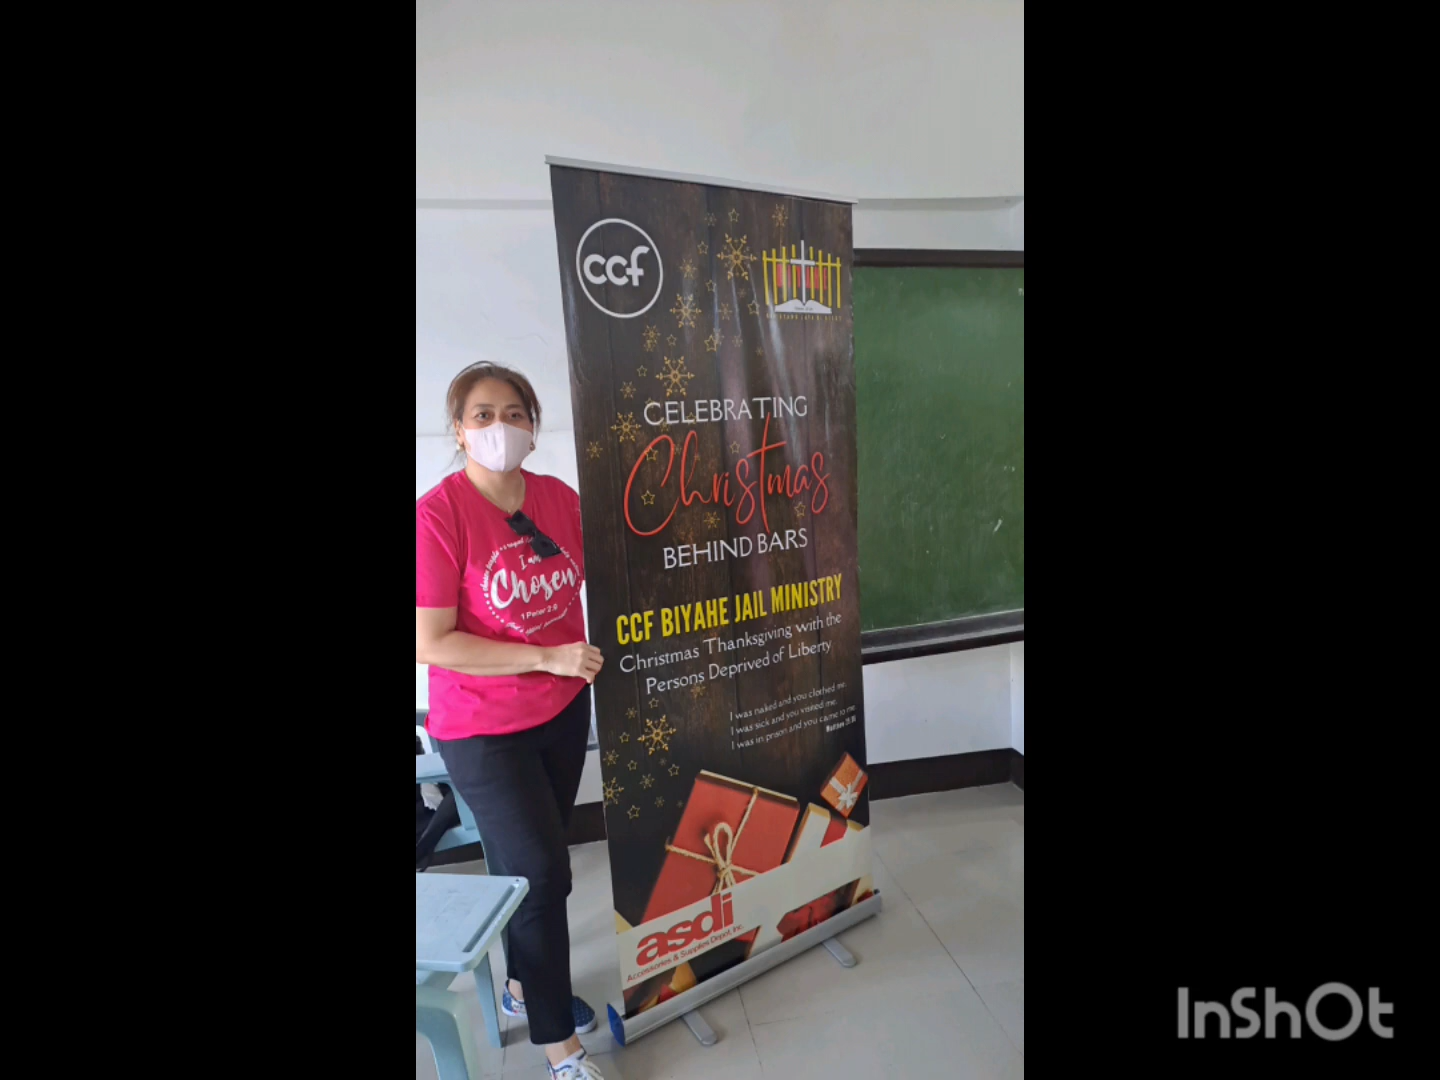 ccf
CELEBRATING
Christmas
BEHIND BARS
CCF BIYAHE JAIL MINISTRY
Christmas Thanksgiving with the
Persons Deprived of Liberty
I was naked and you clothed me.
I was sick and you visited me.
I was in prison and you came to me
asdi
Accessories & Supplies Depot, Inc.
I am
Chosen
1 Peter 2:9
InShOt